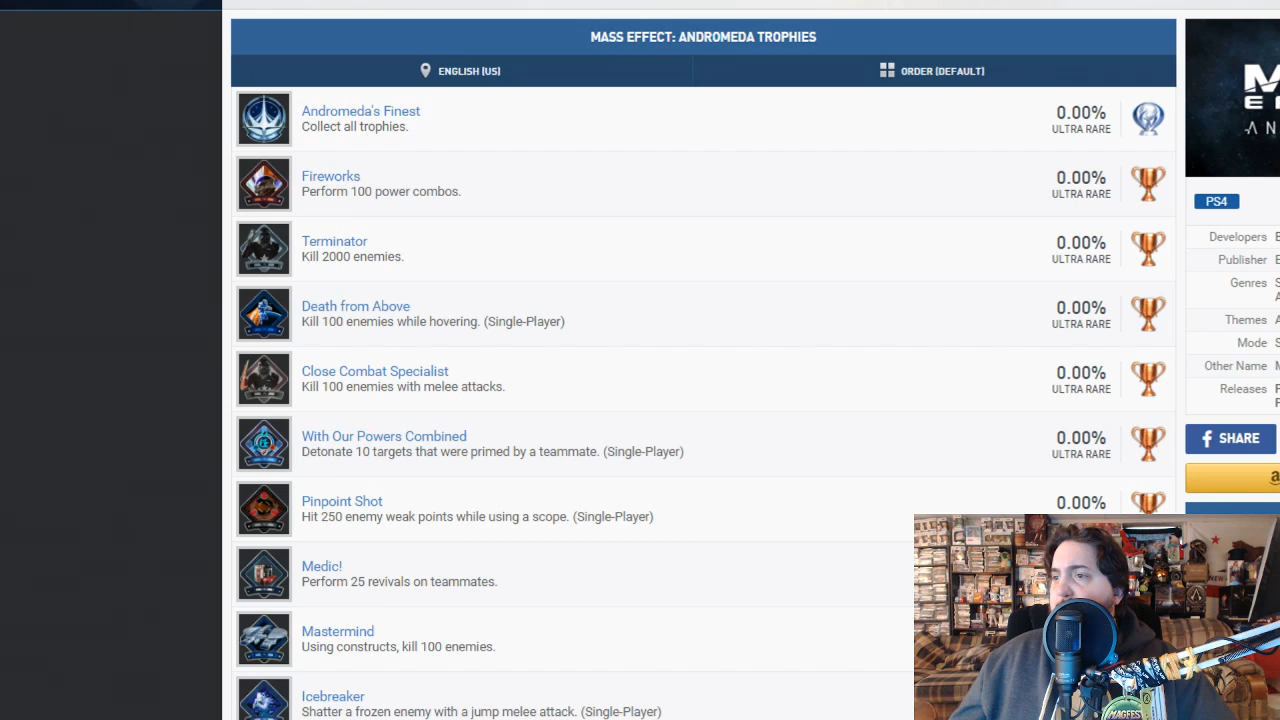 MASS EFFECT: ANDROMEDA TROPHIES
ENGLISH (US)
ORDER (DEFAULT)
Andromeda's Finest
Collect all trophies.
0.00%
ULTRA RARE
Fireworks
Perform 100 power combos.
0.00%
ULTRA RARE
Terminator
Kill 2000 enemies.
0.00%
ULTRA RARE
Death from Above
Kill 100 enemies while hovering. (Single-Player)
0.00%
ULTRA RARE
Close Combat Specialist
Kill 100 enemies with melee attacks.
0.00%
ULTRA RARE
With Our Powers Combined
Detonate 10 targets that were primed by a teammate. (Single-Player)
0.00%
ULTRA RARE
Pinpoint Shot
Hit 250 enemy weak points while using a scope. (Single-Player)
0.00%
Medic!
Perform 25 revivals on teammates.
Mastermind
Using constructs, kill 100 enemies.
Icebreaker
Shatter a frozen enemy with a jump melee attack. (Single-Player)
PS4
Developers
Publisher
Genres
Themes
Mode
Other Name
Releases
SHARE
MAGFEST